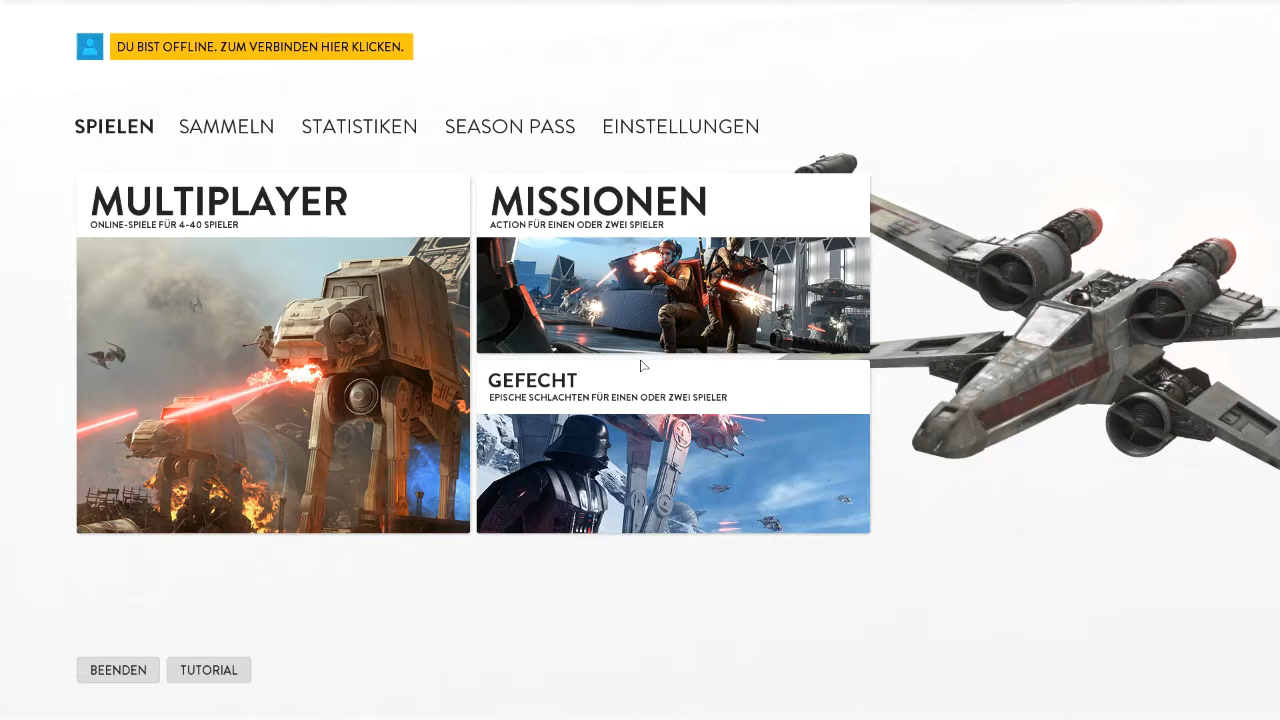 DU BIST OFFLINE. ZUM VERBINDEN HIER KLICKEN.
SPIELEN SAMMELN STATISTIKEN SEASON PASS EINSTELLUNGEN
MULTIPLAYER
ONLINE-SPIELE FÜR 4-40 SPIELER
MISSIONEN
ACTION FÜR EINEN ODER ZWEI SPIELER
GEFECHT
EPISCHE SCHLACHTEN FÜR EINEN ODER ZWEI SPIELER
BEENDEN TUTORIAL